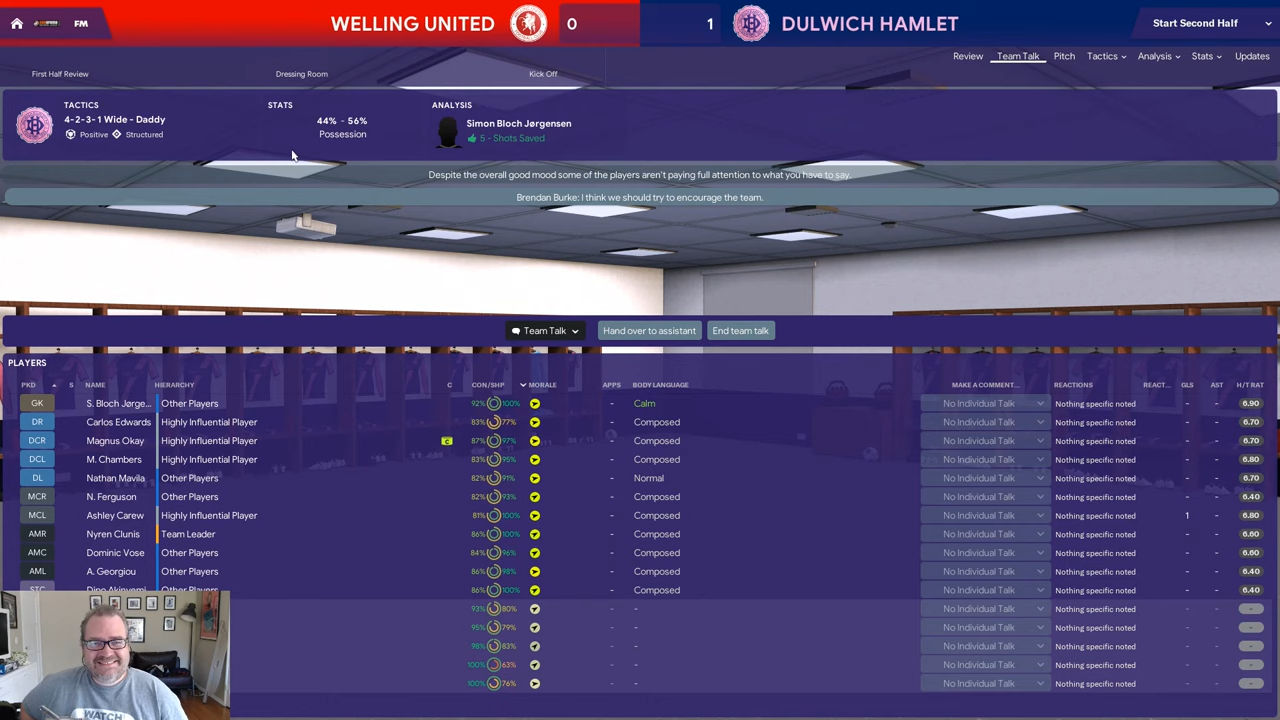 FM
WELLING UNITED 0 1 DULWICH HAMLET
Start Second Half
Review Team Talk Pitch Tactics Analysis Stats Updates
First Half Review Dressing Room Kick Off
TACTICS
4-2-3-1 Wide - Daddy
Positive Structured
STATS
44% - 56%
Possession
ANALYSIS
Simon Bloch Jørgensen
5 - Shots Saved
Despite the overall good mood some of the players aren't paying full attention to what you have to say.
Brendan Burke: I think we should try to encourage the team.
Team Talk Hand over to assistant End team talk
PLAYERS
PKD S NAME HIERARCHY C CON/SHP MORALE APPS BODY LANGUAGE MAKE A COMMENT... REACTIONS REACT... GLS AST H/T RAT
GK S. Bloch Jørge... Other Players 92% 100% - Calm No Individual Talk Nothing specific noted - - 6.90
DR Carlos Edwards Highly Influential Player 83% 77% - Composed No Individual Talk Nothing specific noted - - 6.70
DCR Magnus Okay Highly Influential Player C 87% 97% - Composed No Individual Talk Nothing specific noted - - 6.70
DCL M. Chambers Highly Influential Player 83% 95% - Composed No Individual Talk Nothing specific noted - - 6.80
DL Nathan Mavila Other Players 82% 91% - Normal No Individual Talk Nothing specific noted - - 6.70
MCR N. Ferguson Other Players 82% 93% - Composed No Individual Talk Nothing specific noted - - 6.40
MCL Ashley Carew Highly Influential Player 81% 100% - Composed No Individual Talk Nothing specific noted 1 - 6.80
AMR Nyren Clunis Team Leader 86% 100% - Composed No Individual Talk Nothing specific noted - - 6.60
AMC Dominic Vose Other Players 84% 96% - Composed No Individual Talk Nothing specific noted - - 6.60
AML A. Georgiou Other Players 86% 98% - Composed No Individual Talk Nothing specific noted - - 6.40
STC Dipo Akinyemi Other Players 86% 100% - Composed No Individual Talk Nothing specific noted - - 6.40
93% 80% - - No Individual Talk Nothing specific noted - - -
95% 79% - - No Individual Talk Nothing specific noted - - -
98% 83% - - No Individual Talk Nothing specific noted - - -
100% 63% - - No Individual Talk Nothing specific noted - - -
100% 76% - - No Individual Talk Nothing specific noted - - -
WATCH